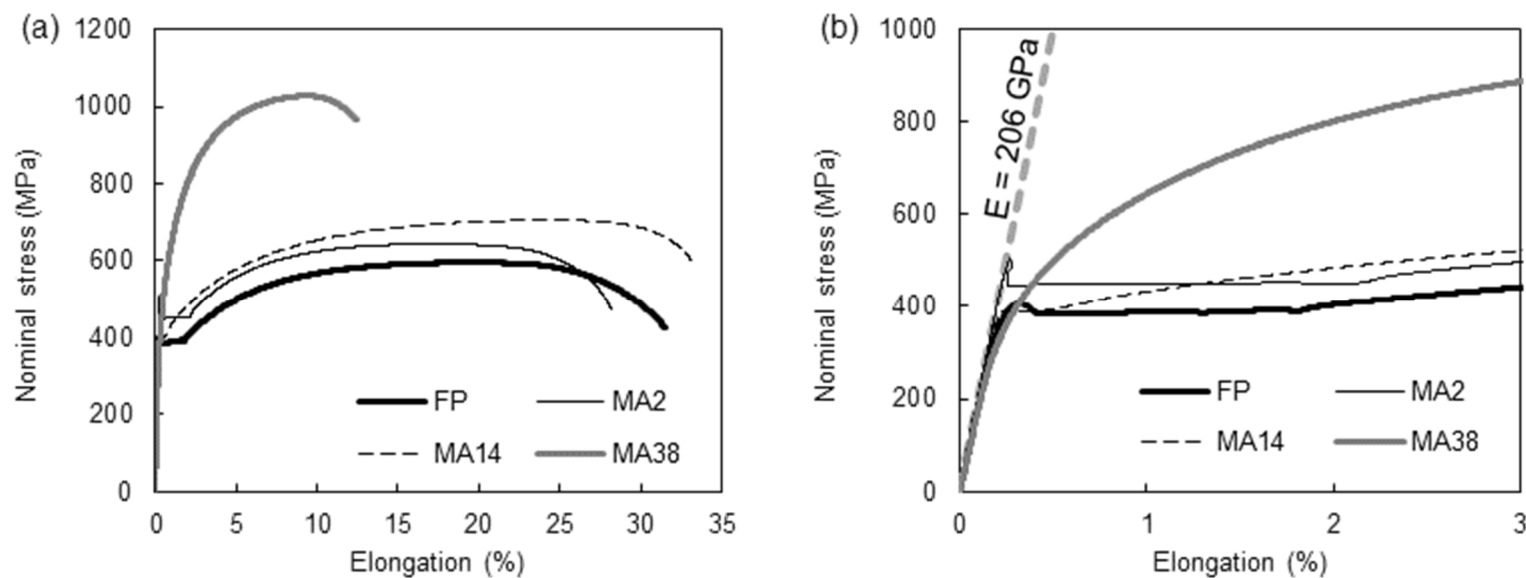 (a)
1200
1000
800
600
400
200
0
Nominal stress (MPa)
FP
MA2
MA14
MA38
0 5 10 15 20 25 30 35
Elongation (%)
(b)
1000
800
600
400
200
0
Nominal stress (MPa)
E = 206 GPa
FP
MA2
MA14
MA38
0 1 2 3
Elongation (%)